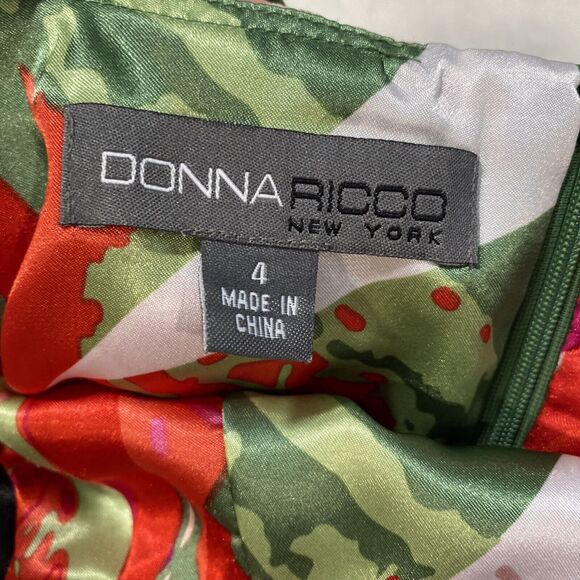 DONNA RICCO
NEW YORK
4
MADE IN
CHINA